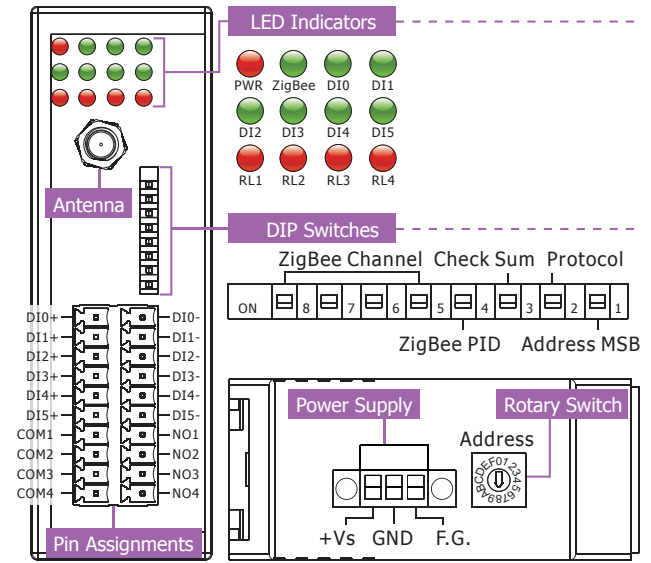 LED Indicators
PWR ZigBee DI0 DI1
DI2 DI3 DI4 DI5
RL1 RL2 RL3 RL4
Antenna
DIP Switches
ZigBee Channel Check Sum Protocol
ON 8 7 6 5 4 3 2 1
ZigBee PID Address MSB
DI0+ DI0-
DI1+ DI1-
DI2+ DI2-
DI3+ DI3-
DI4+ DI4-
DI5+ DI5-
COM1 NO1
COM2 NO2
COM3 NO3
COM4 NO4
Pin Assignments
Power Supply Rotary Switch
Address
0123456789ABCDEF
+Vs GND F.G.